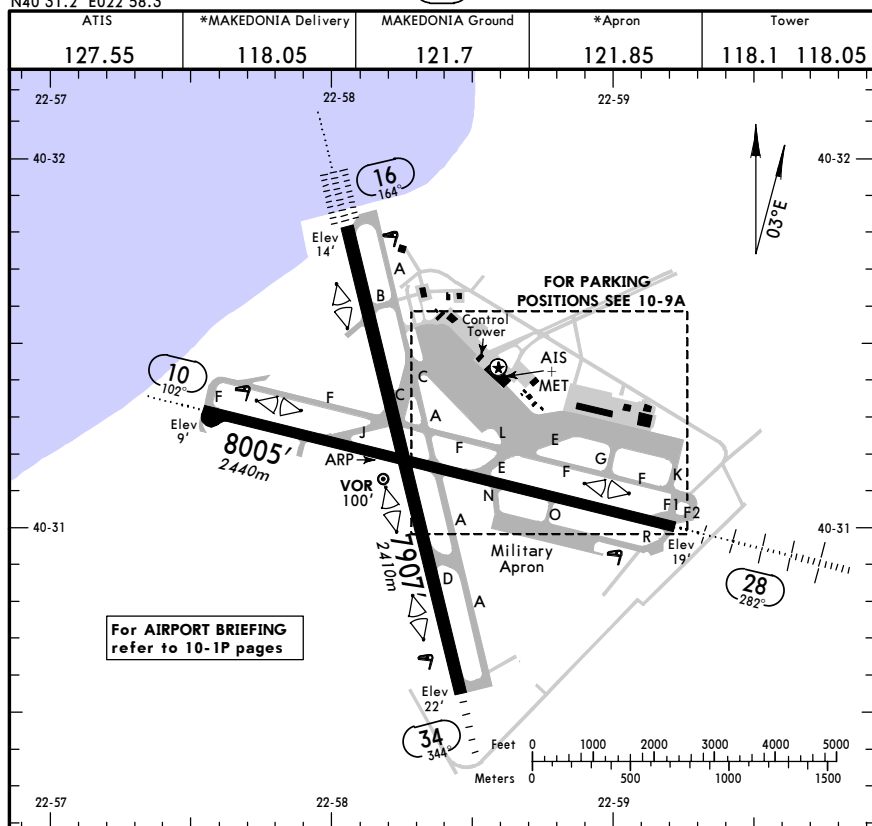 N40 31.2 E022 58.3
ATIS *MAKEDONIA Delivery MAKEDONIA Ground *Apron Tower
127.55 118.05 121.7 121.85 118.1 118.05
22-57 22-58 22-59
40-32 40-32
16
164°
03°E
Elev
14'
A
B
FOR PARKING
POSITIONS SEE 10-9A
Control
Tower
AIS
+
MET
10
102°
F F C C
A
Elev
9'
J
8005'
2440m
ARP
F L E
E F G F K
VOR
100'
N
O
F1 F2
40-31 40-31
A
R
Elev
19'
7907'
2410m
Military
Apron
D
A
28
282°
For AIRPORT BRIEFING
refer to 10-1P pages
Elev
22'
34
344°
Feet 0 1000 2000 3000 4000 5000
Meters 0 500 1000 1500
22-57 22-58 22-59